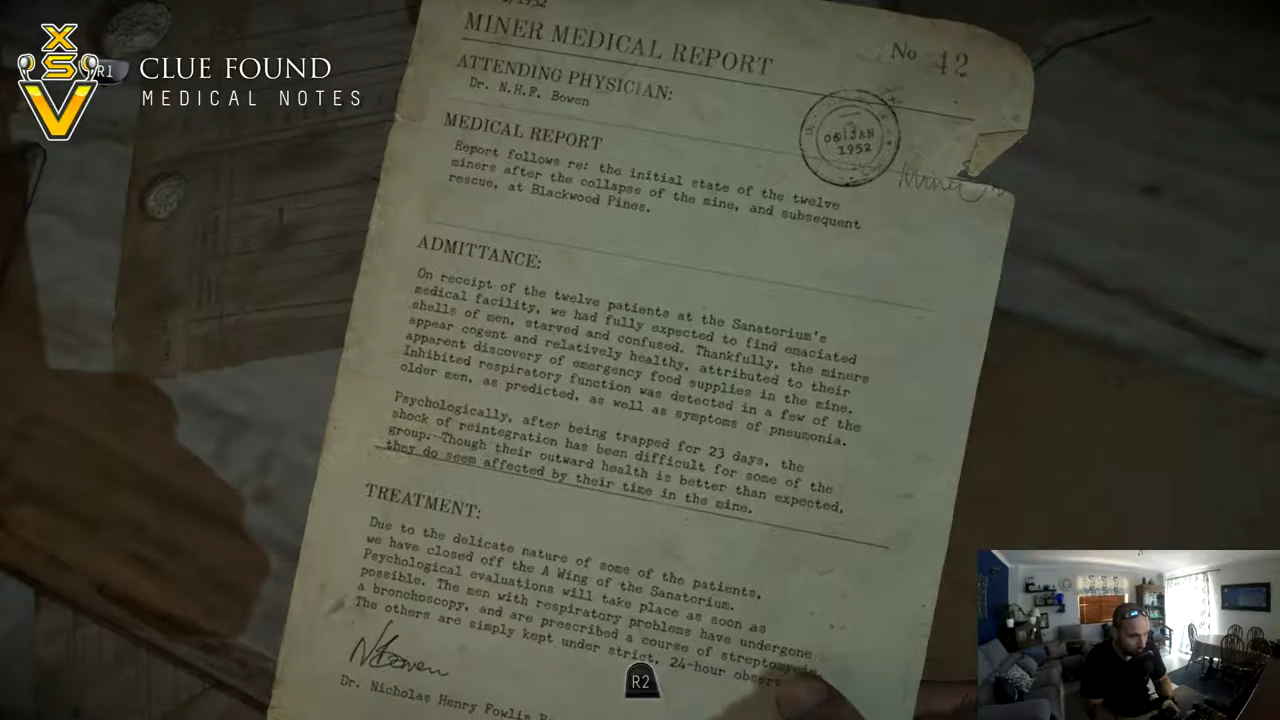 XS
V
R1
CLUE FOUND
MEDICAL NOTES
1952
MINER MEDICAL REPORT
No 42
ATTENDING PHYSICIAN:
Dr. N.H.F. Bowen
06 JAN
1952
MEDICAL REPORT
Report follows re: the initial state of the twelve
miners after the collapse of the mine, and subsequent
rescue, at Blackwood Pines.
ADMITTANCE:
On receipt of the twelve patients at the Sanatorium's
medical facility, we had fully expected to find emaciated
shells of men, starved and confused. Thankfully, the miners
appear cogent and relatively healthy, attributed to their
apparent discovery of emergency food supplies in the mine.
Inhibited respiratory function was detected in a few of the
older men, as predicted, as well as symptoms of pneumonia.
Psychologically, after being trapped for 23 days, the
shock of reintegration has been difficult for some of the
group. Though their outward health is better than expected,
they do seem affected by their time in the mine.
TREATMENT:
Due to the delicate nature of some of the patients,
we have closed off the A Wing of the Sanatorium.
Psychological evaluations will take place as soon as
possible. The men with respiratory problems have undergone
a bronchoscopy, and are prescribed a course of streptomycin.
The others are simply kept under strict, 24-hour
NBowen
Dr. Nicholas Henry Fowlis
R2